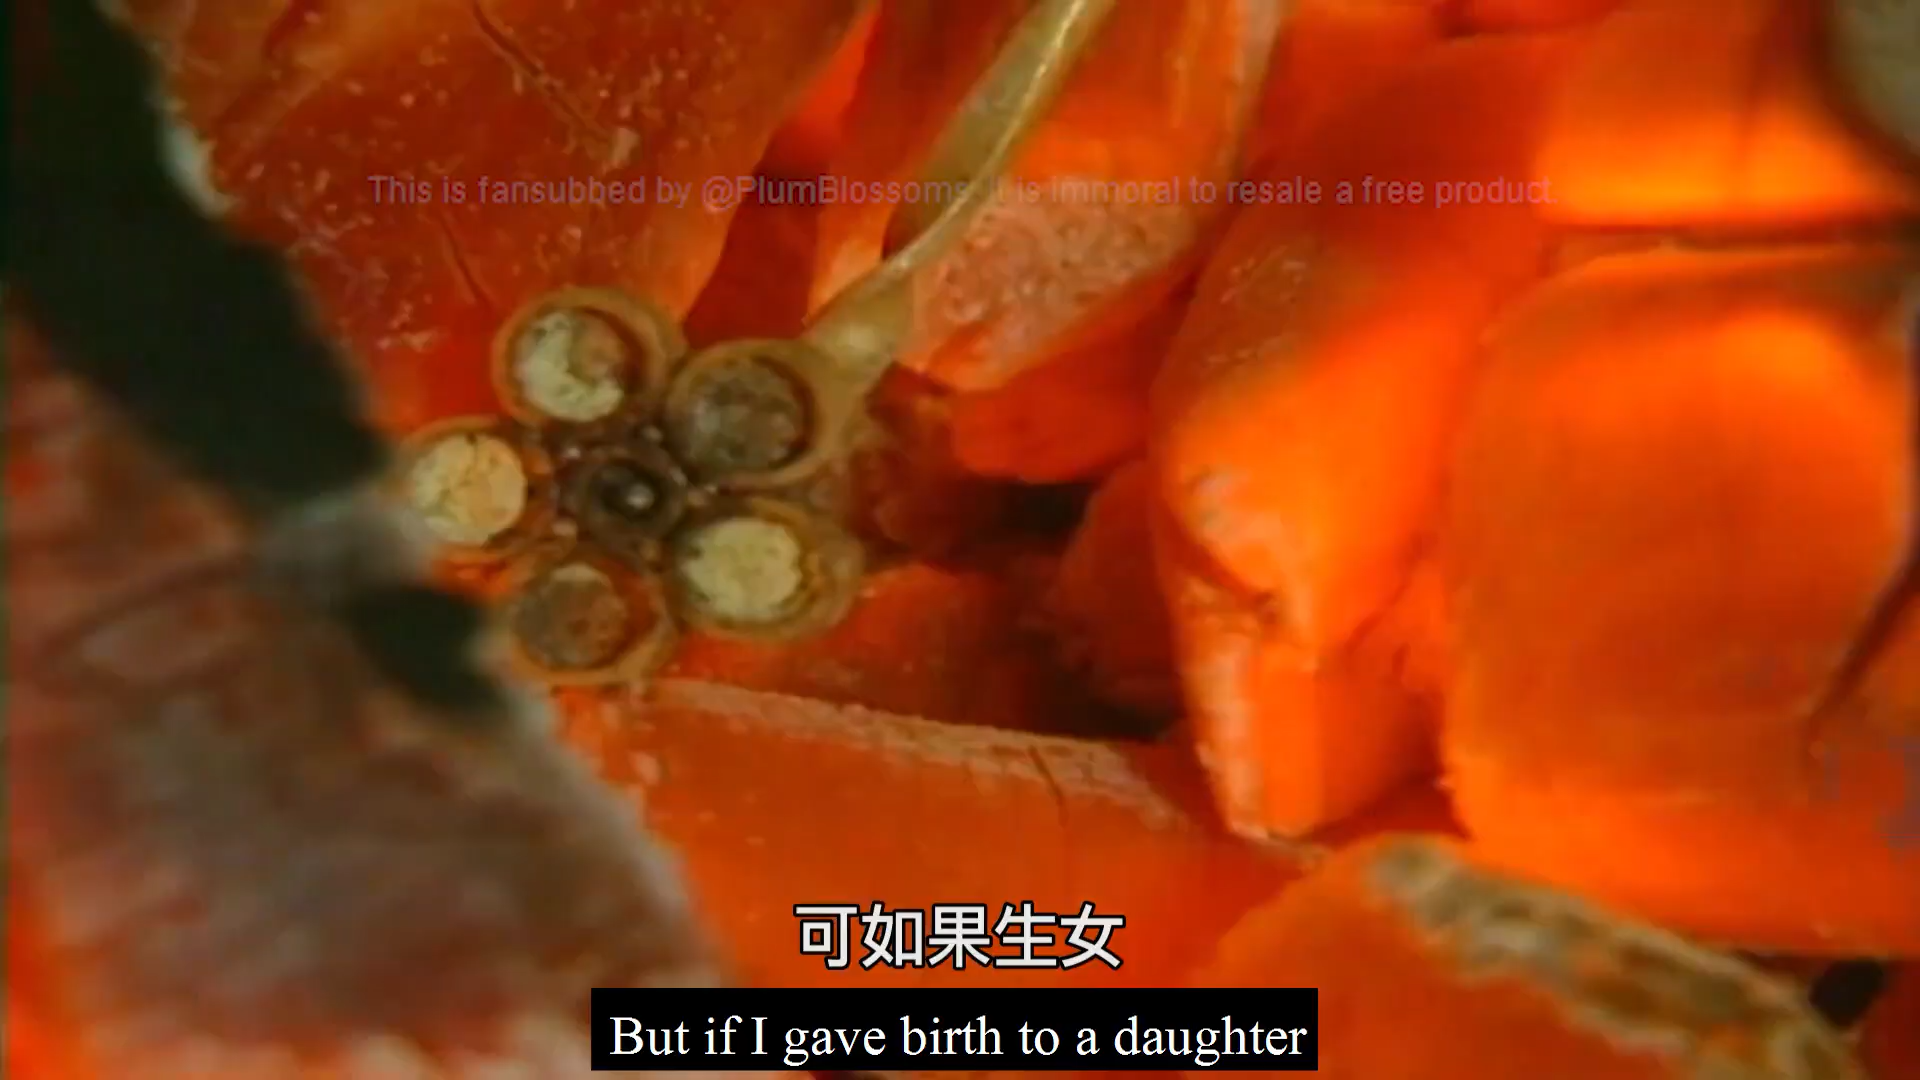 This is fansubbed by @PlumBlossoms. It is immoral to resale a free product.
可如果生女
But if I gave birth to a daughter